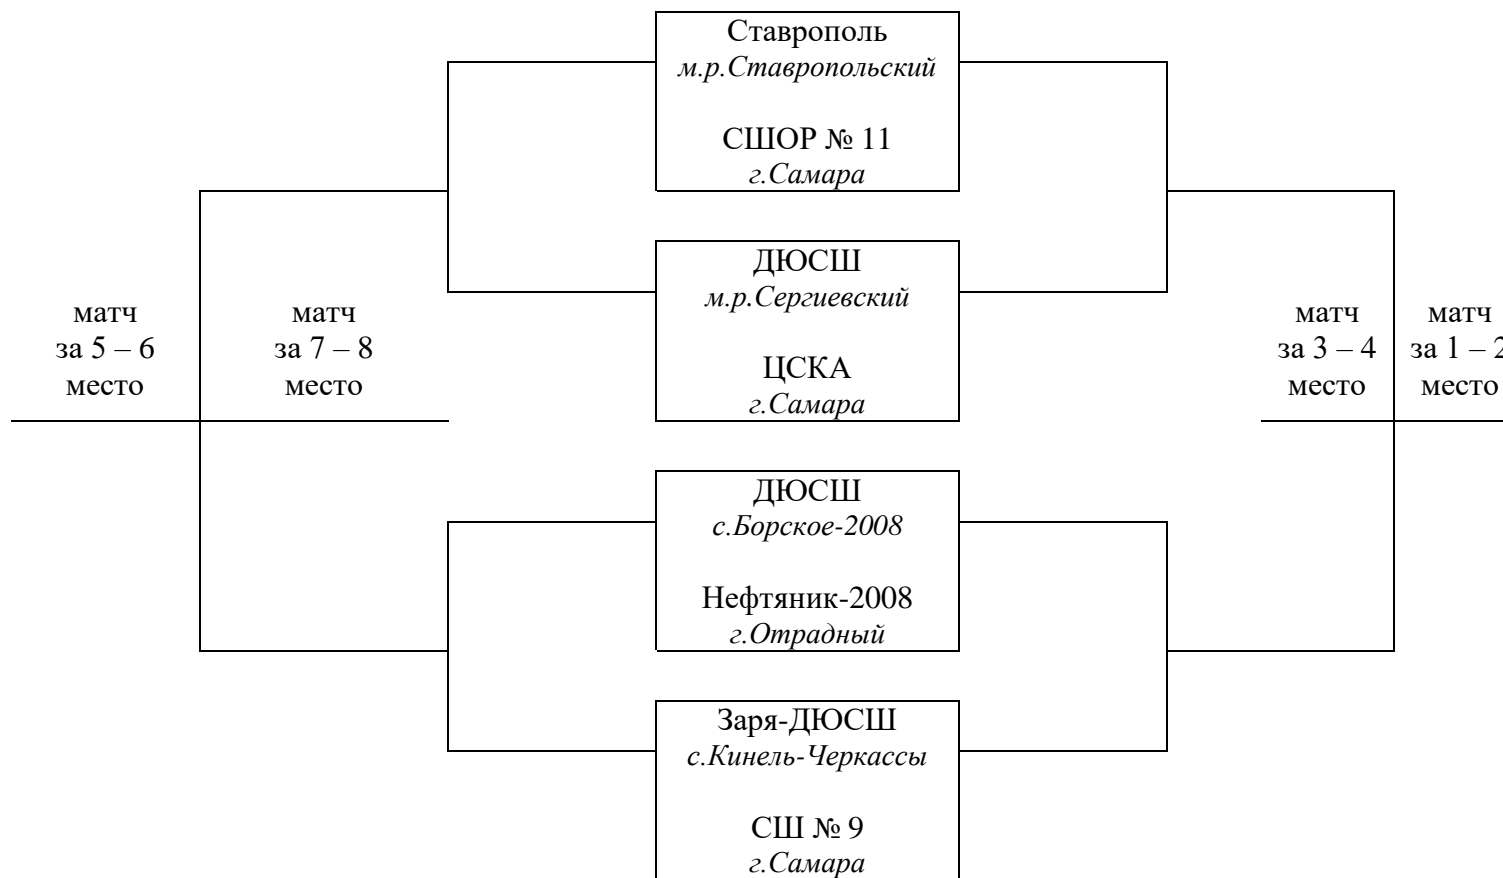 Ставрополь
м.р.Ставропольский
СШОР № 11
г.Самара
ДЮСШ
м.р.Сергиевский
ЦСКА
г.Самара
матч
за 5 – 6
место
матч
за 7 – 8
место
матч
за 3 – 4
место
матч
за 1 – 2
место
ДЮСШ
с.Борское-2008
Нефтяник-2008
г.Отрадный
Заря-ДЮСШ
с.Кинель-Черкассы
СШ № 9
г.Самара